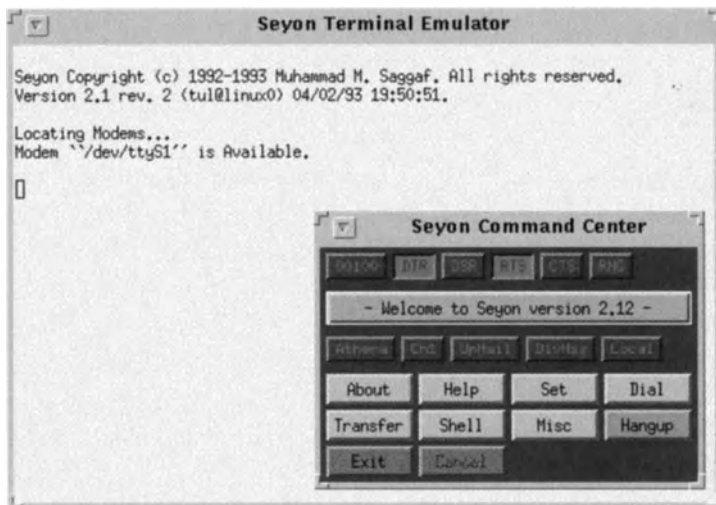 Seyon Terminal Emulator
Seyon Copyright (c) 1992-1993 Muhammad M. Saggaf. All rights reserved.
Version 2.1 rev. 2 (tul@linux0) 04/02/93 19:50:51.
Locating Modems...
Modem ``/dev/ttyS1´´ is Available.
Seyon Command Center
00:00 DTR DSR RTS CTS RNG
- Welcome to Seyon version 2.12 -
Athena Ch1 UpMail Local
About Help Set Dial
Transfer Shell Misc Hangup
Exit Cancel